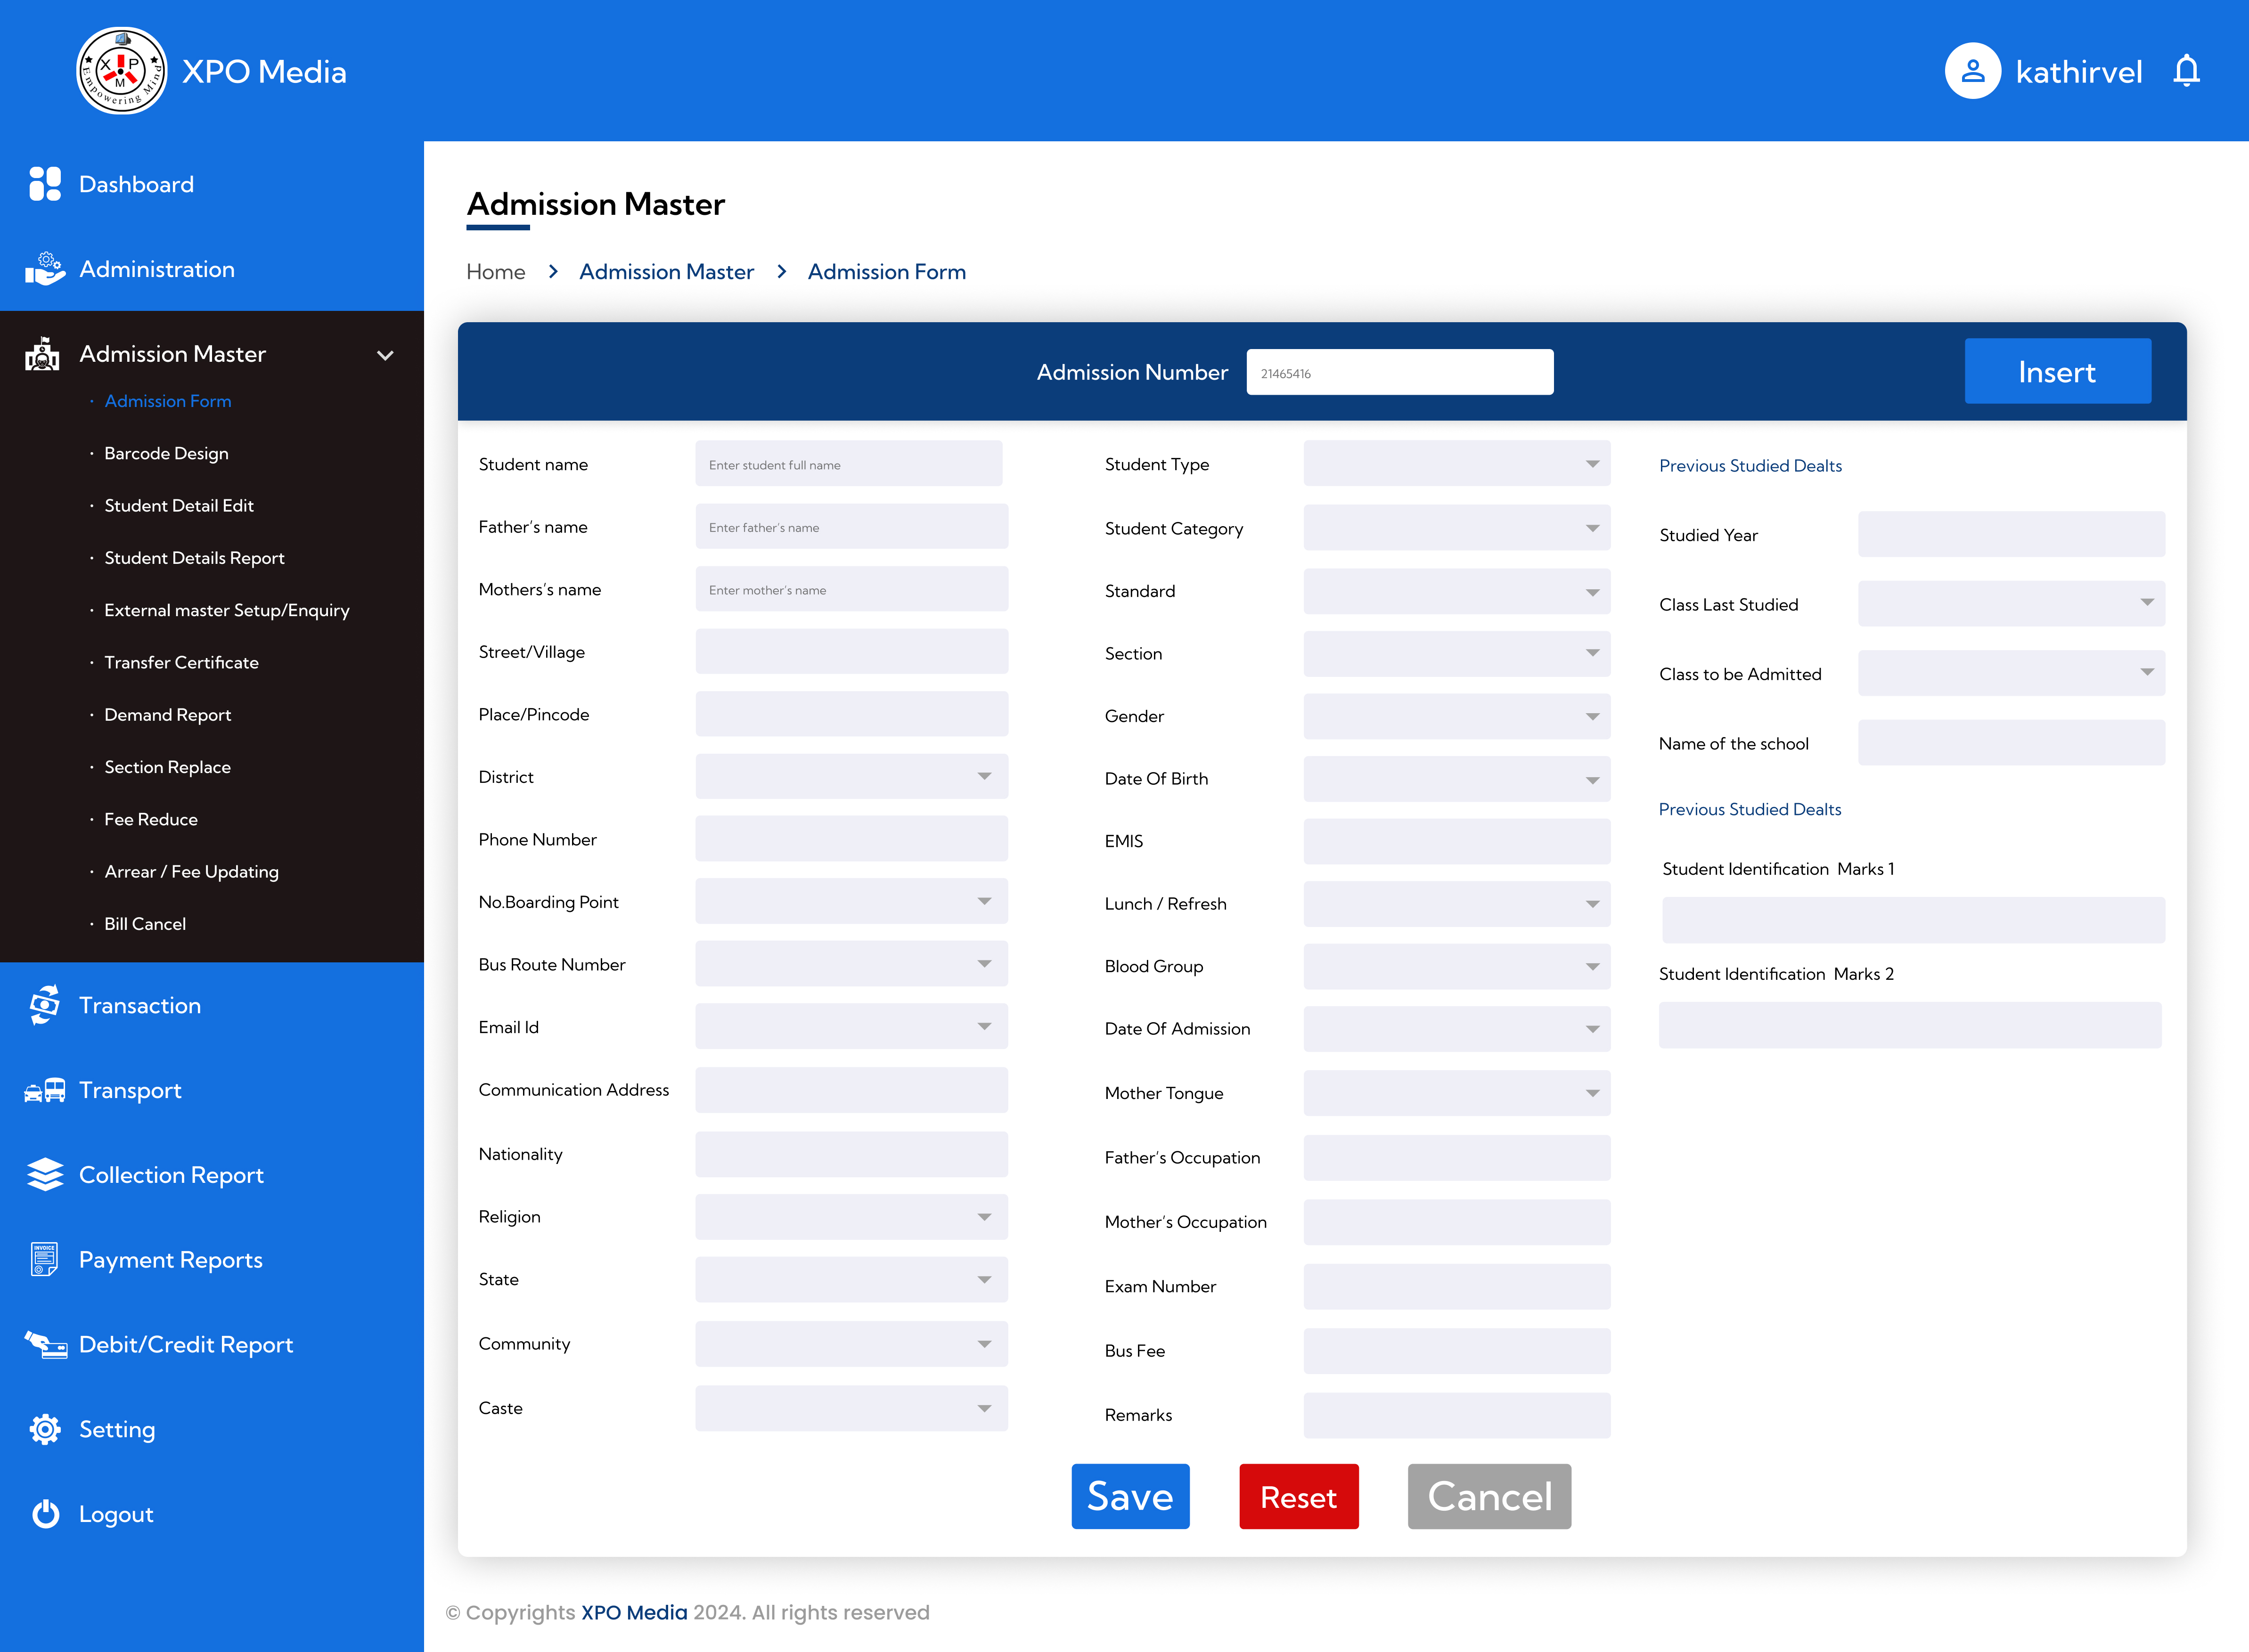 X P M
Empowering Mind
XPO Media
kathirvel
Dashboard
Administration
Admission Master
· Admission Form
· Barcode Design
· Student Detail Edit
· Student Details Report
· External master Setup/Enquiry
· Transfer Certificate
· Demand Report
· Section Replace
· Fee Reduce
· Arrear / Fee Updating
· Bill Cancel
Transaction
Transport
Collection Report
INVOICE
Payment Reports
Debit/Credit Report
Setting
Logout
Admission Master
Home > Admission Master > Admission Form
Admission Number 21465416
Insert
Student name Enter student full name
Father’s name Enter father’s name
Mothers’s name Enter mother’s name
Street/Village
Place/Pincode
District
Phone Number
No.Boarding Point
Bus Route Number
Email Id
Communication Address
Nationality
Religion
State
Community
Caste
Student Type
Student Category
Standard
Section
Gender
Date Of Birth
EMIS
Lunch / Refresh
Blood Group
Date Of Admission
Mother Tongue
Father’s Occupation
Mother’s Occupation
Exam Number
Bus Fee
Remarks
Previous Studied Dealts
Studied Year
Class Last Studied
Class to be Admitted
Name of the school
Previous Studied Dealts
Student Identification Marks 1
Student Identification Marks 2
Save Reset Cancel
© Copyrights XPO Media 2024. All rights reserved